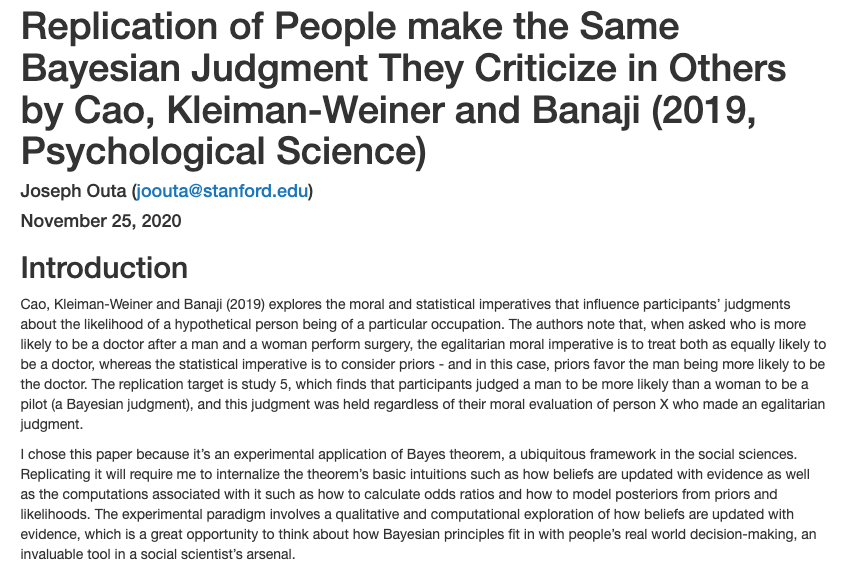 Replication of People make the Same
Bayesian Judgment They Criticize in Others
by Cao, Kleiman-Weiner and Banaji (2019,
Psychological Science)
Joseph Outa (joouta@stanford.edu)
November 25, 2020
Introduction
Cao, Kleiman-Weiner and Banaji (2019) explores the moral and statistical imperatives that influence participants’ judgments
about the likelihood of a hypothetical person being of a particular occupation. The authors note that, when asked who is more
likely to be a doctor after a man and a woman perform surgery, the egalitarian moral imperative is to treat both as equally likely to
be a doctor, whereas the statistical imperative is to consider priors - and in this case, priors favor the man being more likely to be
the doctor. The replication target is study 5, which finds that participants judged a man to be more likely than a woman to be a
pilot (a Bayesian judgment), and this judgment was held regardless of their moral evaluation of person X who made an egalitarian
judgment.
I chose this paper because it’s an experimental application of Bayes theorem, a ubiquitous framework in the social sciences.
Replicating it will require me to internalize the theorem’s basic intuitions such as how beliefs are updated with evidence as well
as the computations associated with it such as how to calculate odds ratios and how to model posteriors from priors and
likelihoods. The experimental paradigm involves a qualitative and computational exploration of how beliefs are updated with
evidence, which is a great opportunity to think about how Bayesian principles fit in with people’s real world decision-making, an
invaluable tool in a social scientist’s arsenal.